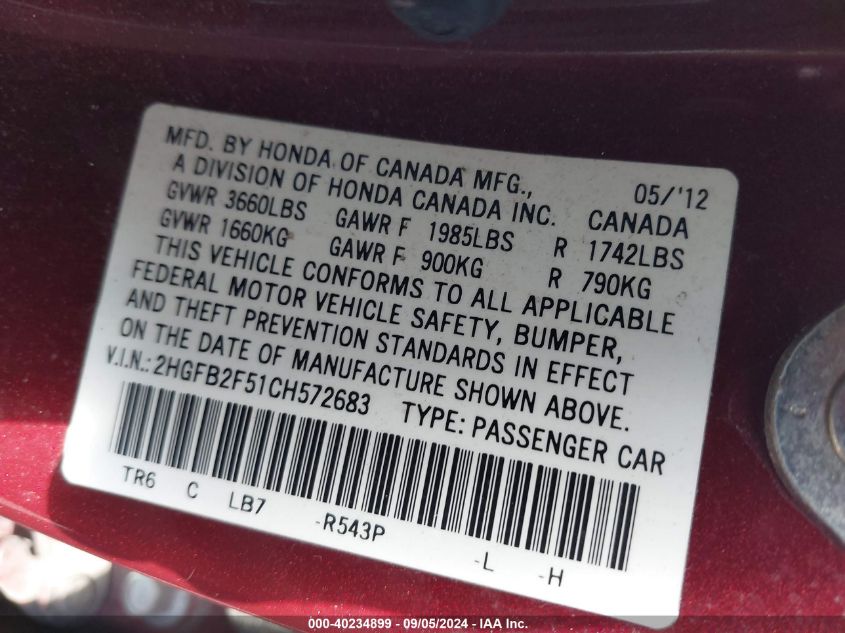 MFD. BY HONDA OF CANADA MFG., 05/'12
A DIVISION OF HONDA CANADA INC. CANADA
GVWR 3660LBS GAWR F 1985LBS R 1742LBS
GVWR 1660KG GAWR F 900KG R 790KG
THIS VEHICLE CONFORMS TO ALL APPLICABLE
FEDERAL MOTOR VEHICLE SAFETY, BUMPER,
AND THEFT PREVENTION STANDARDS IN EFFECT
ON THE DATE OF MANUFACTURE SHOWN ABOVE.
V.I.N.: 2HGFB2F51CH572683 TYPE: PASSENGER CAR
TR6 C LB7 -R543P -L -H
000-40234899 - 09/05/2024 - IAA Inc.